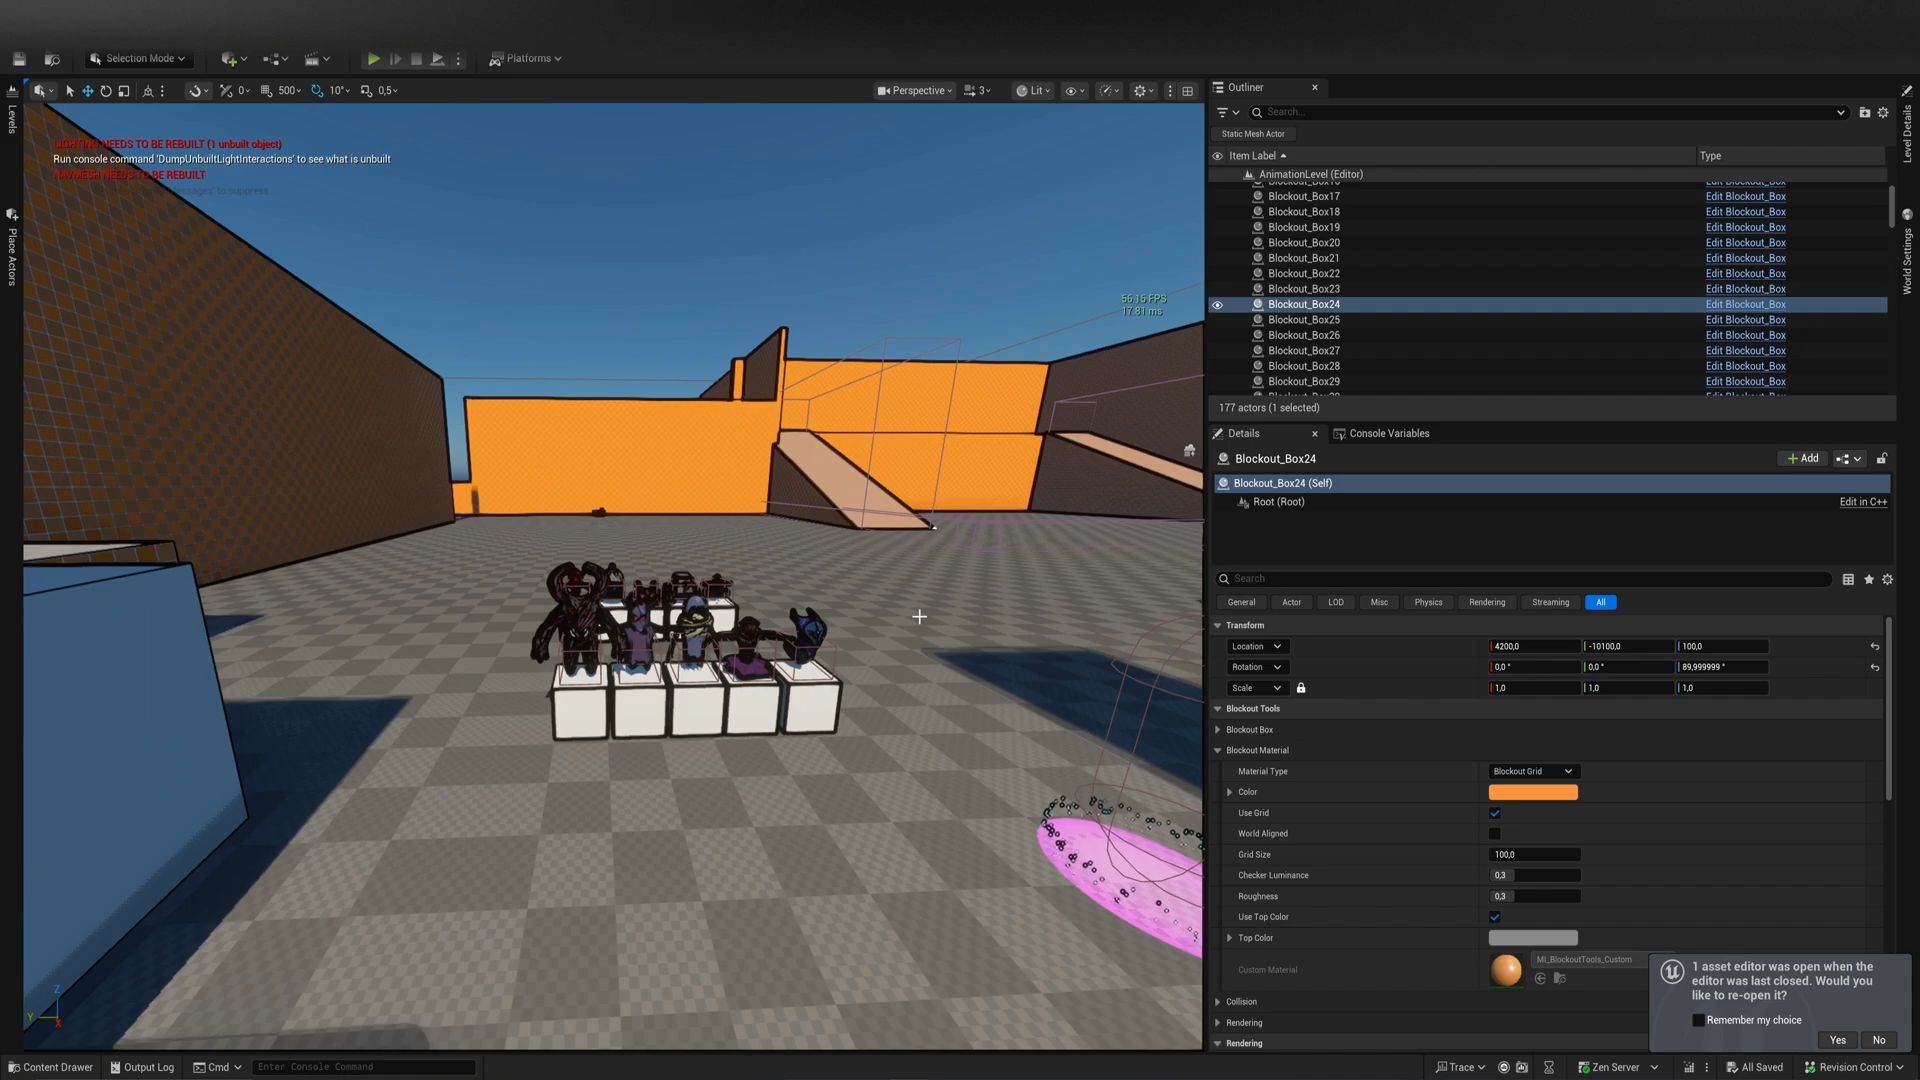 Selection Mode
Platforms
0
500
10°
0,5
Perspective
3
Lit
Levels
Place Actors
LIGHTING NEEDS TO BE REBUILT (1 unbuilt object)
Run console command 'DumpUnbuiltLightInteractions' to see what is unbuilt
NAVMESH NEEDS TO BE REBUILT
Messages' to suppress
56.15 FPS
17.81 ms
Z
Y
X
Outliner
Search...
Static Mesh Actor
Item Label
Type
AnimationLevel (Editor)
Blockout_Box16 Edit Blockout_Box
Blockout_Box17 Edit Blockout_Box
Blockout_Box18 Edit Blockout_Box
Blockout_Box19 Edit Blockout_Box
Blockout_Box20 Edit Blockout_Box
Blockout_Box21 Edit Blockout_Box
Blockout_Box22 Edit Blockout_Box
Blockout_Box23 Edit Blockout_Box
Blockout_Box24 Edit Blockout_Box
Blockout_Box25 Edit Blockout_Box
Blockout_Box26 Edit Blockout_Box
Blockout_Box27 Edit Blockout_Box
Blockout_Box28 Edit Blockout_Box
Blockout_Box29 Edit Blockout_Box
177 actors (1 selected)
Details
Console Variables
Blockout_Box24
Add
Blockout_Box24 (Self)
Root (Root)
Edit in C++
Search
General
Actor
LOD
Misc
Physics
Rendering
Streaming
All
Transform
Location 4200,0 -10100,0 100,0
Rotation 0,0 ° 0,0 ° 89,999999 °
Scale 1,0 1,0 1,0
Blockout Tools
Blockout Box
Blockout Material
Material Type Blockout Grid
Color
Use Grid
World Aligned
Grid Size 100,0
Checker Luminance 0,3
Roughness 0,3
Use Top Color
Top Color
Custom Material MI_BlockoutTools_Custom
Collision
Rendering
Rendering
1 asset editor was open when the
editor was last closed. Would you
like to re-open it?
Remember my choice
Yes
No
Level Details
World Settings
Content Drawer
Output Log
Cmd
Enter Console Command
Trace
Zen Server
All Saved
Revision Control